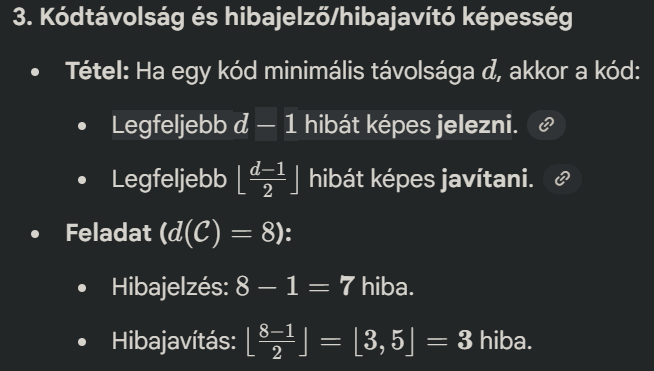 3. Kódtávolság és hibajelző/hibajavító képesség
• Tétel: Ha egy kód minimális távolsága d, akkor a kód:
• Legfeljebb d − 1 hibát képes jelezni.
• Legfeljebb ⌊(d−1)/2⌋ hibát képes javítani.
• Feladat (d(𝒞) = 8):
• Hibajelzés: 8 − 1 = 7 hiba.
• Hibajavítás: ⌊(8−1)/2⌋ = ⌊3, 5⌋ = 3 hiba.